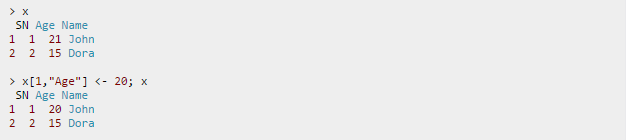 > x
SN Age Name
1 1 21 John
2 2 15 Dora
> x[1,"Age"] <- 20; x
SN Age Name
1 1 20 John
2 2 15 Dora